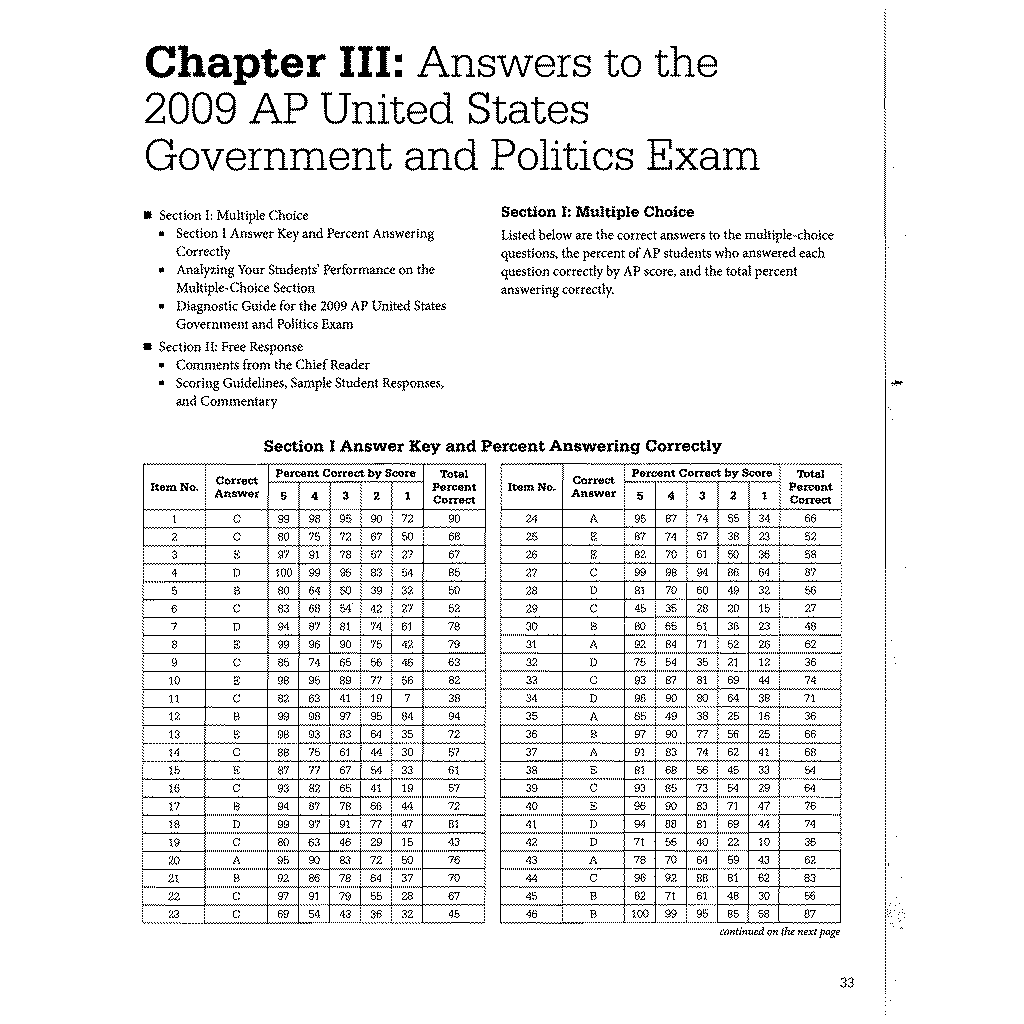 Chapter III: Answers to the
2009 AP United States
Government and Politics Exam
■ Section I: Multiple Choice
▪ Section I Answer Key and Percent Answering
Correctly
▪ Analyzing Your Students' Performance on the
Multiple-Choice Section
▪ Diagnostic Guide for the 2009 AP United States
Government and Politics Exam
■ Section II: Free Response
▪ Comments from the Chief Reader
▪ Scoring Guidelines, Sample Student Responses,
and Commentary
Section I: Multiple Choice
Listed below are the correct answers to the multiple-choice
questions, the percent of AP students who answered each
question correctly by AP score, and the total percent
answering correctly.
Section I Answer Key and Percent Answering Correctly
Item No. Correct Answer Percent Correct by Score Total Percent Correct
5 4 3 2 1
1 C 99 98 95 90 72 90
2 C 80 75 72 67 50 68
3 E 97 91 78 57 27 67
4 D 100 99 95 83 54 85
5 B 80 64 50 39 32 50
6 C 83 68 54 42 27 52
7 D 94 87 81 74 61 78
8 E 99 96 90 75 42 79
9 C 85 74 65 56 46 63
10 E 98 95 89 77 56 82
11 C 82 63 41 19 7 38
12 B 99 98 97 95 84 94
13 E 98 93 83 64 35 72
14 C 88 75 61 44 30 57
15 E 87 77 67 54 33 61
16 C 93 82 65 41 19 57
17 B 94 87 78 66 44 72
18 D 99 97 91 77 47 81
19 C 80 63 46 29 15 43
20 A 95 90 83 72 50 76
21 B 92 86 78 64 37 70
22 C 97 91 79 55 28 67
23 C 69 54 43 36 32 45
Item No. Correct Answer Percent Correct by Score Total Percent Correct
5 4 3 2 1
24 A 95 87 74 55 34 66
25 E 87 74 57 38 23 52
26 E 82 70 61 50 36 58
27 C 99 98 94 86 64 87
28 D 81 70 60 49 32 56
29 C 45 35 28 20 15 27
30 B 80 65 51 36 23 48
31 A 92 84 71 52 26 62
32 D 75 54 35 21 12 36
33 C 93 87 81 69 44 74
34 D 96 90 80 64 38 71
35 A 49 38 25 16 36
36 B 97 90 77 56 25 66
37 A 91 83 74 62 41 68
38 E 81 68 56 45 33 54
39 C 93 85 73 54 29 64
40 E 96 90 83 71 47 76
41 D 94 88 81 69 44 74
42 D 71 56 40 22 10 35
43 A 78 70 64 59 43 62
44 C 96 92 88 81 62 83
45 B 82 71 61 48 30 56
46 B 100 99 95 85 58 87
continued on the next page
33